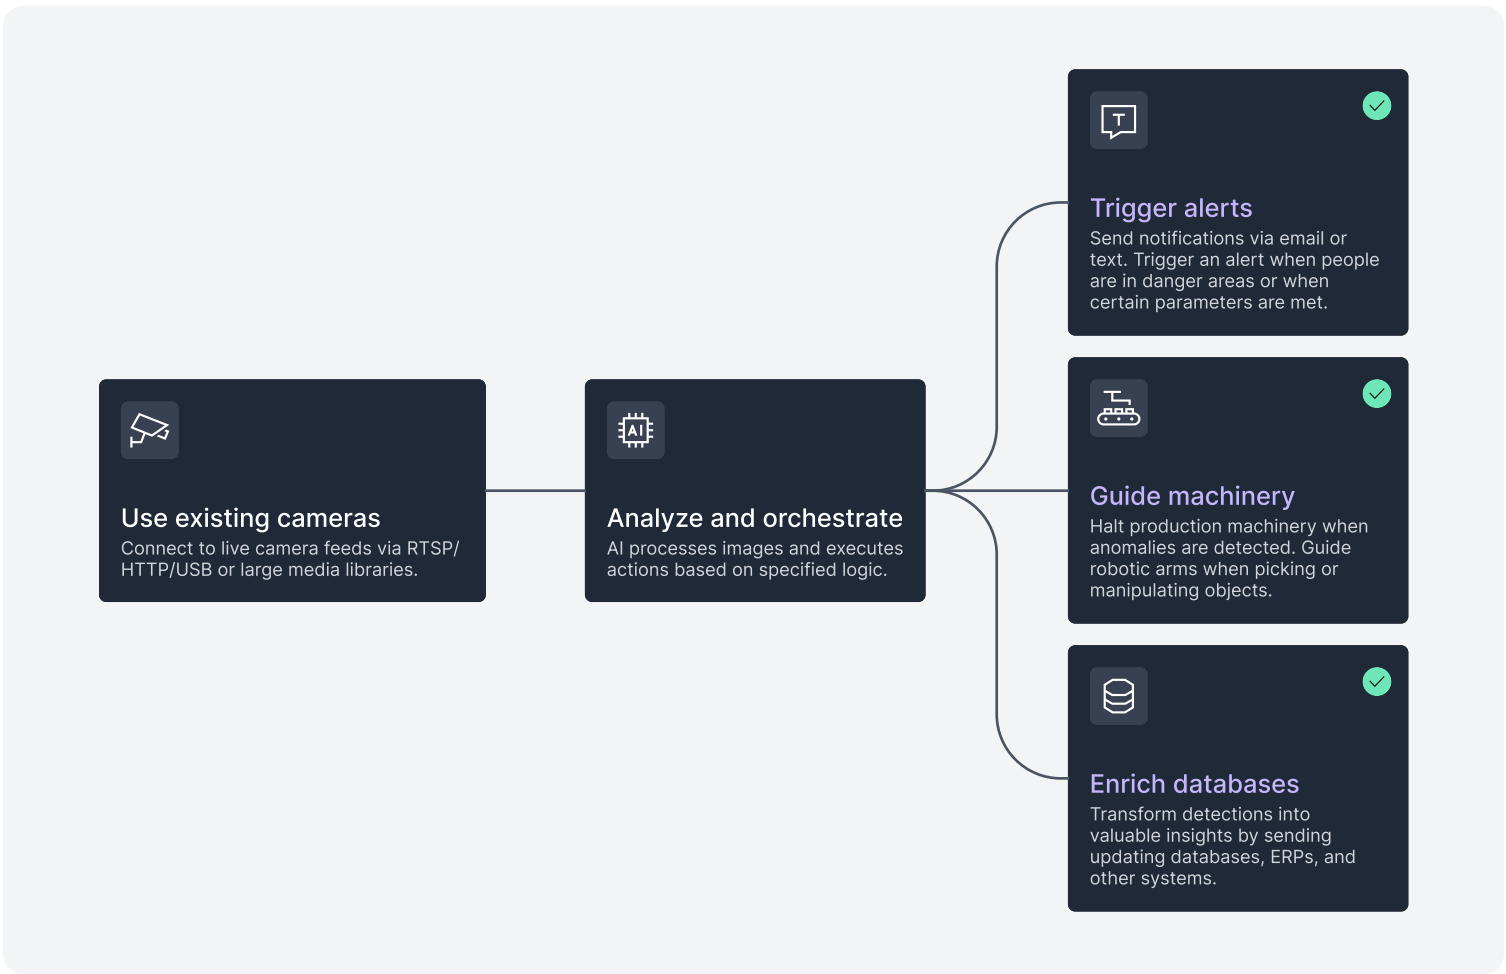 Use existing cameras
Connect to live camera feeds via RTSP/
HTTP/USB or large media libraries.
AI
Analyze and orchestrate
AI processes images and executes
actions based on specified logic.
T
Trigger alerts
Send notifications via email or
text. Trigger an alert when people
are in danger areas or when
certain parameters are met.
Guide machinery
Halt production machinery when
anomalies are detected. Guide
robotic arms when picking or
manipulating objects.
Enrich databases
Transform detections into
valuable insights by sending
updating databases, ERPs, and
other systems.